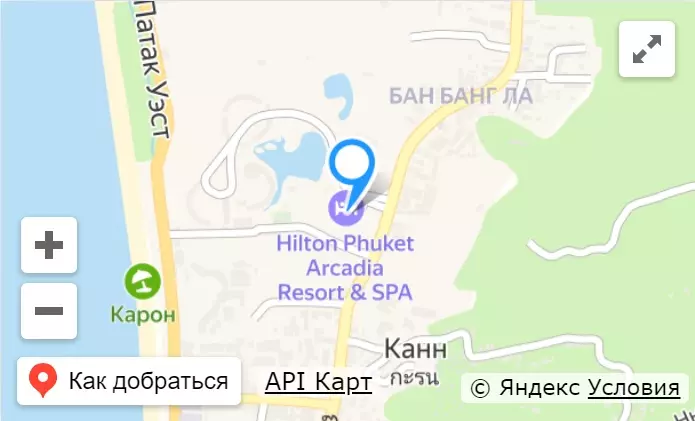 Патак Уэст
БАН БАНГ ЛА
Hilton Phuket
Arcadia
Resort & SPA
Карон
Канн
กะรน
Как добраться
API Карт
© Яндекс Условия